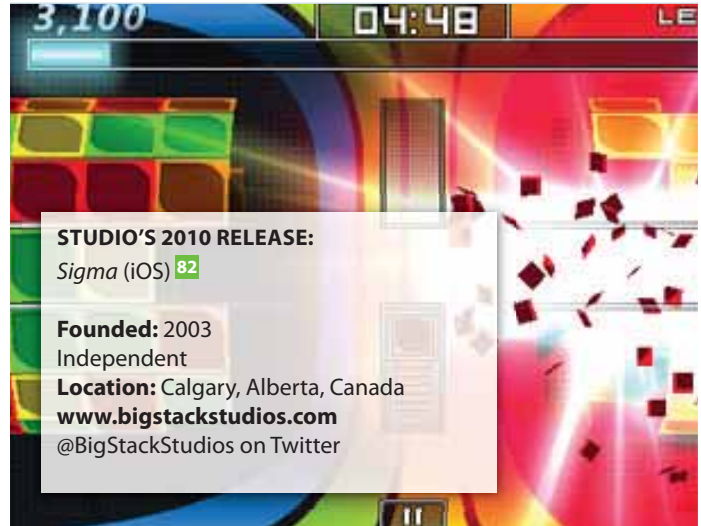 3,100
04:48
LE
STUDIO'S 2010 RELEASE:
Sigma (iOS) 82
Founded: 2003
Independent
Location: Calgary, Alberta, Canada
www.bigstackstudios.com
@BigStackStudios on Twitter